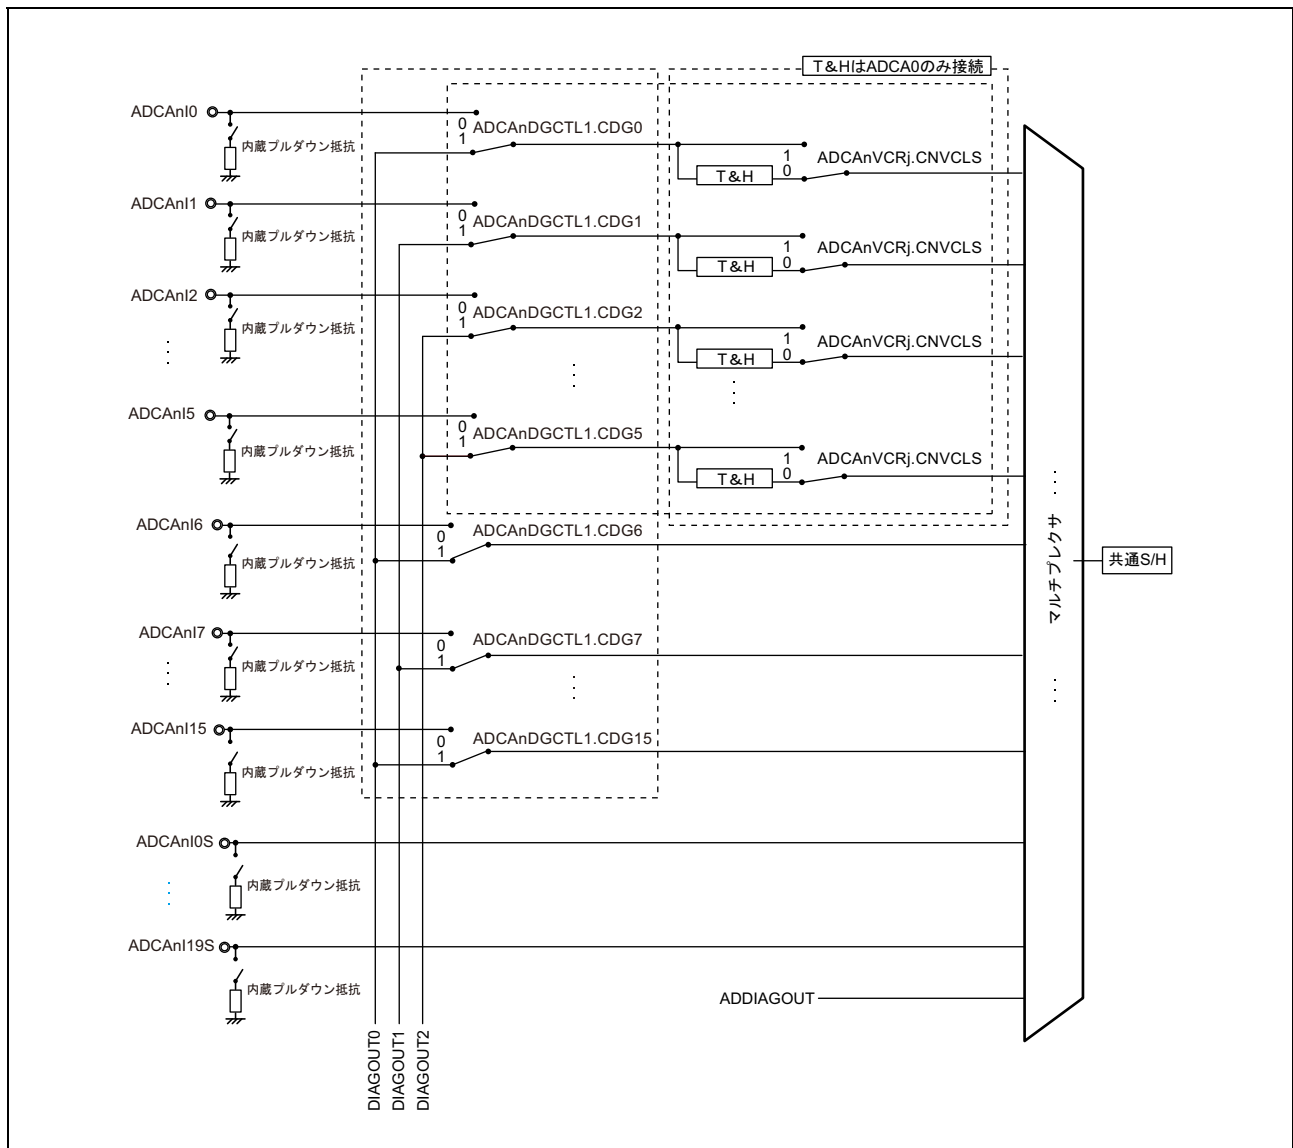 T&HはADCA0のみ接続
ADCAnI0
内蔵プルダウン抵抗
0
1
ADCAnDGCTL1.CDG0
T&H
1
0
ADCAnVCRj.CNVCLS
ADCAnI1
内蔵プルダウン抵抗
0
1
ADCAnDGCTL1.CDG1
T&H
1
0
ADCAnVCRj.CNVCLS
ADCAnI2
内蔵プルダウン抵抗
0
1
ADCAnDGCTL1.CDG2
T&H
1
0
ADCAnVCRj.CNVCLS
ADCAnI5
内蔵プルダウン抵抗
0
1
ADCAnDGCTL1.CDG5
T&H
1
0
ADCAnVCRj.CNVCLS
ADCAnI6
内蔵プルダウン抵抗
0
1
ADCAnDGCTL1.CDG6
マルチプレクサ
共通S/H
ADCAnI7
内蔵プルダウン抵抗
0
1
ADCAnDGCTL1.CDG7
ADCAnI15
内蔵プルダウン抵抗
0
1
ADCAnDGCTL1.CDG15
ADCAnI0S
内蔵プルダウン抵抗
ADCAnI19S
内蔵プルダウン抵抗
ADDIAGOUT
DIAGOUT0
DIAGOUT1
DIAGOUT2